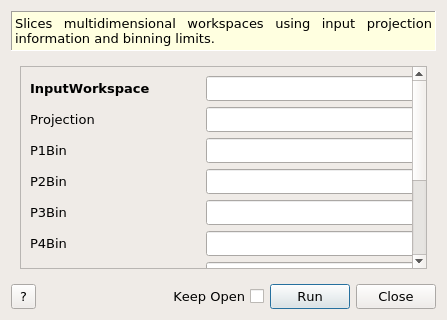 Slices multidimensional workspaces using input projection
information and binning limits.
InputWorkspace
Projection
P1Bin
P2Bin
P3Bin
P4Bin
? Keep Open Run Close